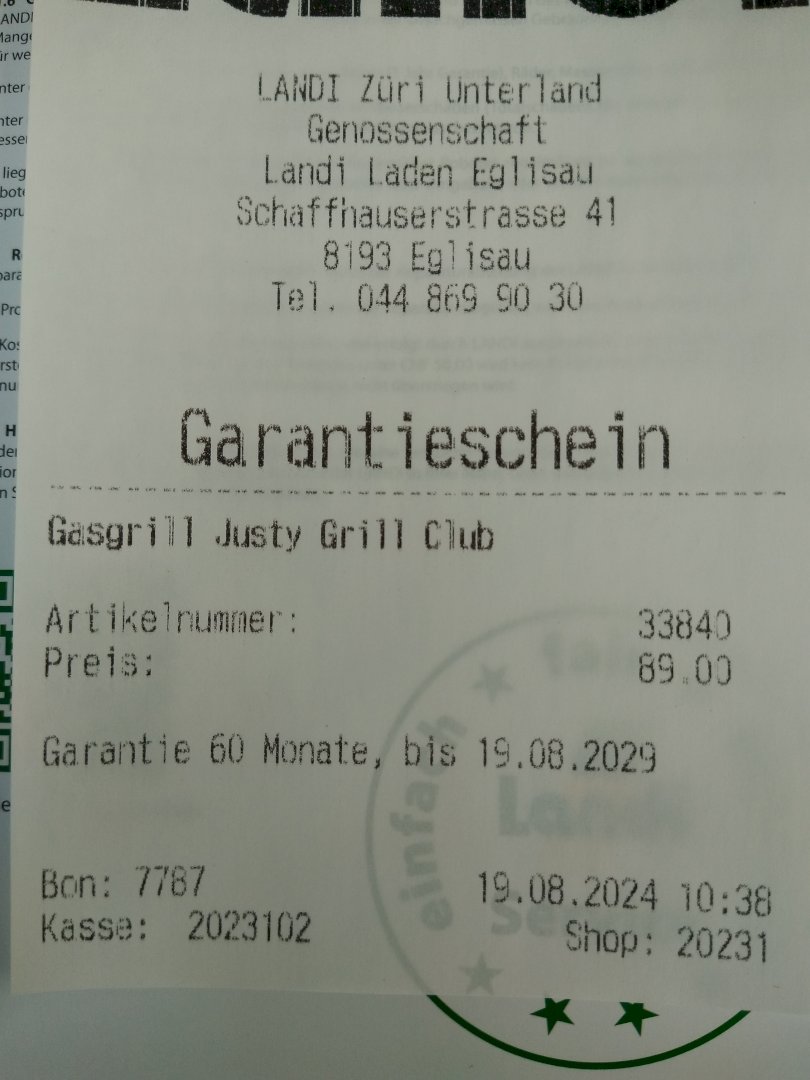 LANDI Züri Unterland
Genossenschaft
Landi Laden Eglisau
Schaffhauserstrasse 41
8193 Eglisau
Tel. 044 869 90 30
Garantieschein
Gasgrill Justy Grill Club
Artikelnummer: 33840
Preis: 89.00
Garantie 60 Monate, bis 19.08.2029
einfach
Landi
Bon: 7787 19.08.2024 10:38
Kasse: 2023102 Shop: 20231